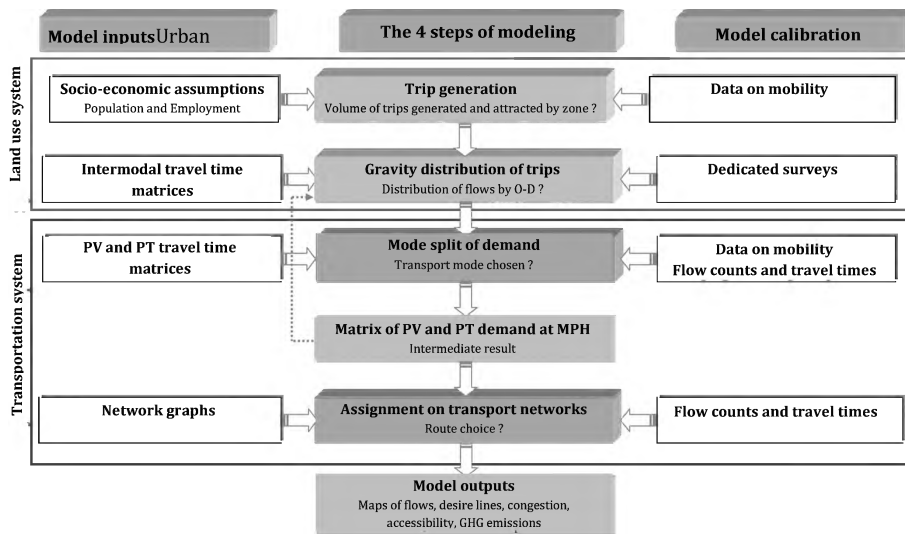 Model inputsUrban
The 4 steps of modeling
Model calibration
Land use system
Socio-economic assumptions
Population and Employment
Trip generation
Volume of trips generated and attracted by zone ?
Data on mobility
Intermodal travel time
matrices
Gravity distribution of trips
Distribution of flows by O-D ?
Dedicated surveys
Transportation system
PV and PT travel time
matrices
Mode split of demand
Transport mode chosen ?
Data on mobility
Flow counts and travel times
Matrix of PV and PT demand at MPH
Intermediate result
Network graphs
Assignment on transport networks
Route choice ?
Flow counts and travel times
Model outputs
Maps of flows, desire lines, congestion,
accessibility, GHG emissions